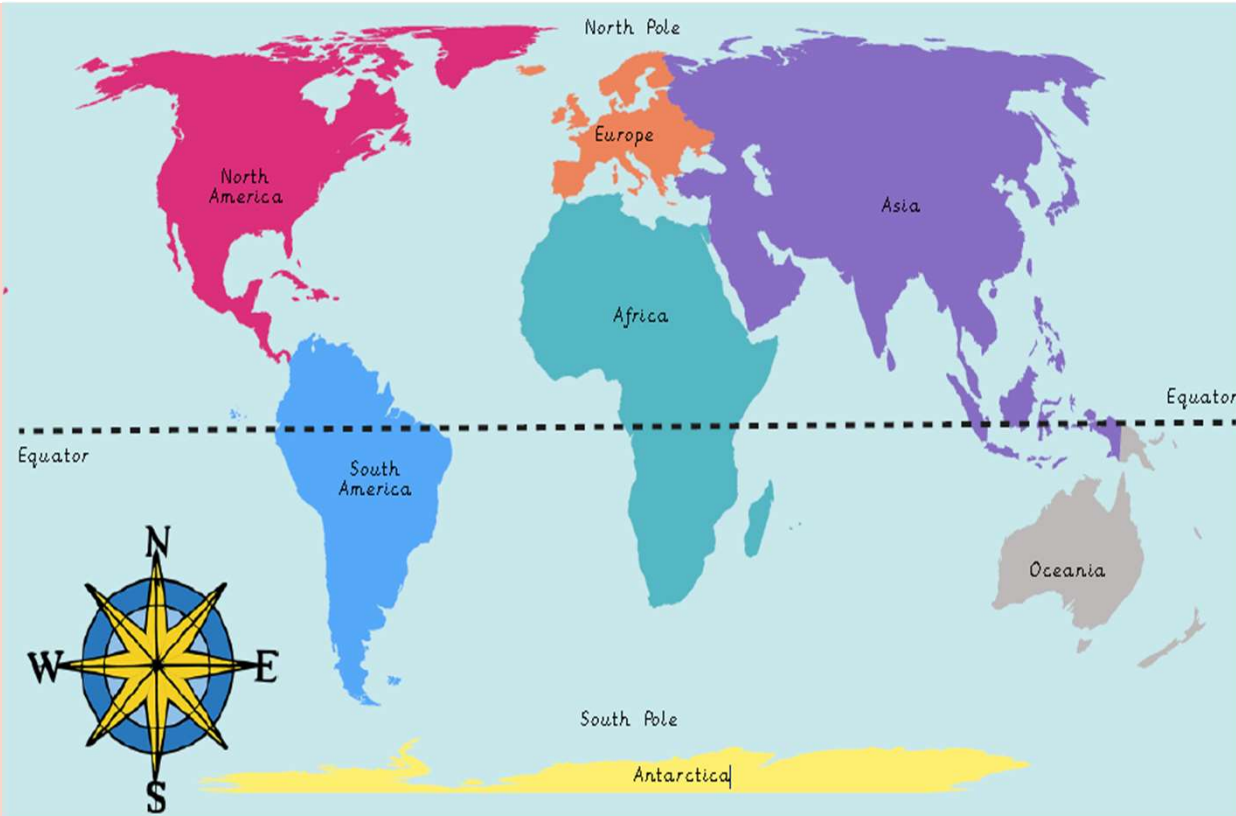 North Pole
Europe
North
America
Asia
Africa
Equator
Equator
South
America
N
Oceania
W
E
South Pole
Antarctica
S